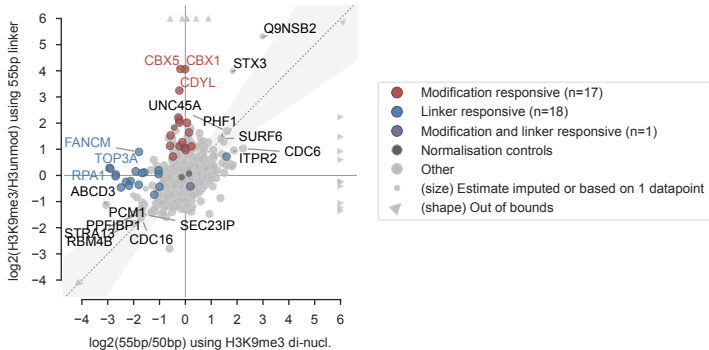 6
5
4
3
2
1
0
−1
−2
−3
−4
log2(H3K9me3/H3unmod) using 55bp linker
Q9NSB2
STX3
CBX5 CBX1
CDYL
UNC45A
PHF1
SURF6
CDC6
ITPR2
FANCM
TOP3A
RPA1
ABCD3
PCM1
PPFIBP1
SEC23IP
STRA13
RBM4B
CDC16
−4 −3 −2 −1 0 1 2 3 4 5 6
log2(55bp/50bp) using H3K9me3 di-nucl.
Modification responsive (n=17)
Linker responsive (n=18)
Modification and linker responsive (n=1)
Normalisation controls
Other
(size) Estimate imputed or based on 1 datapoint
(shape) Out of bounds